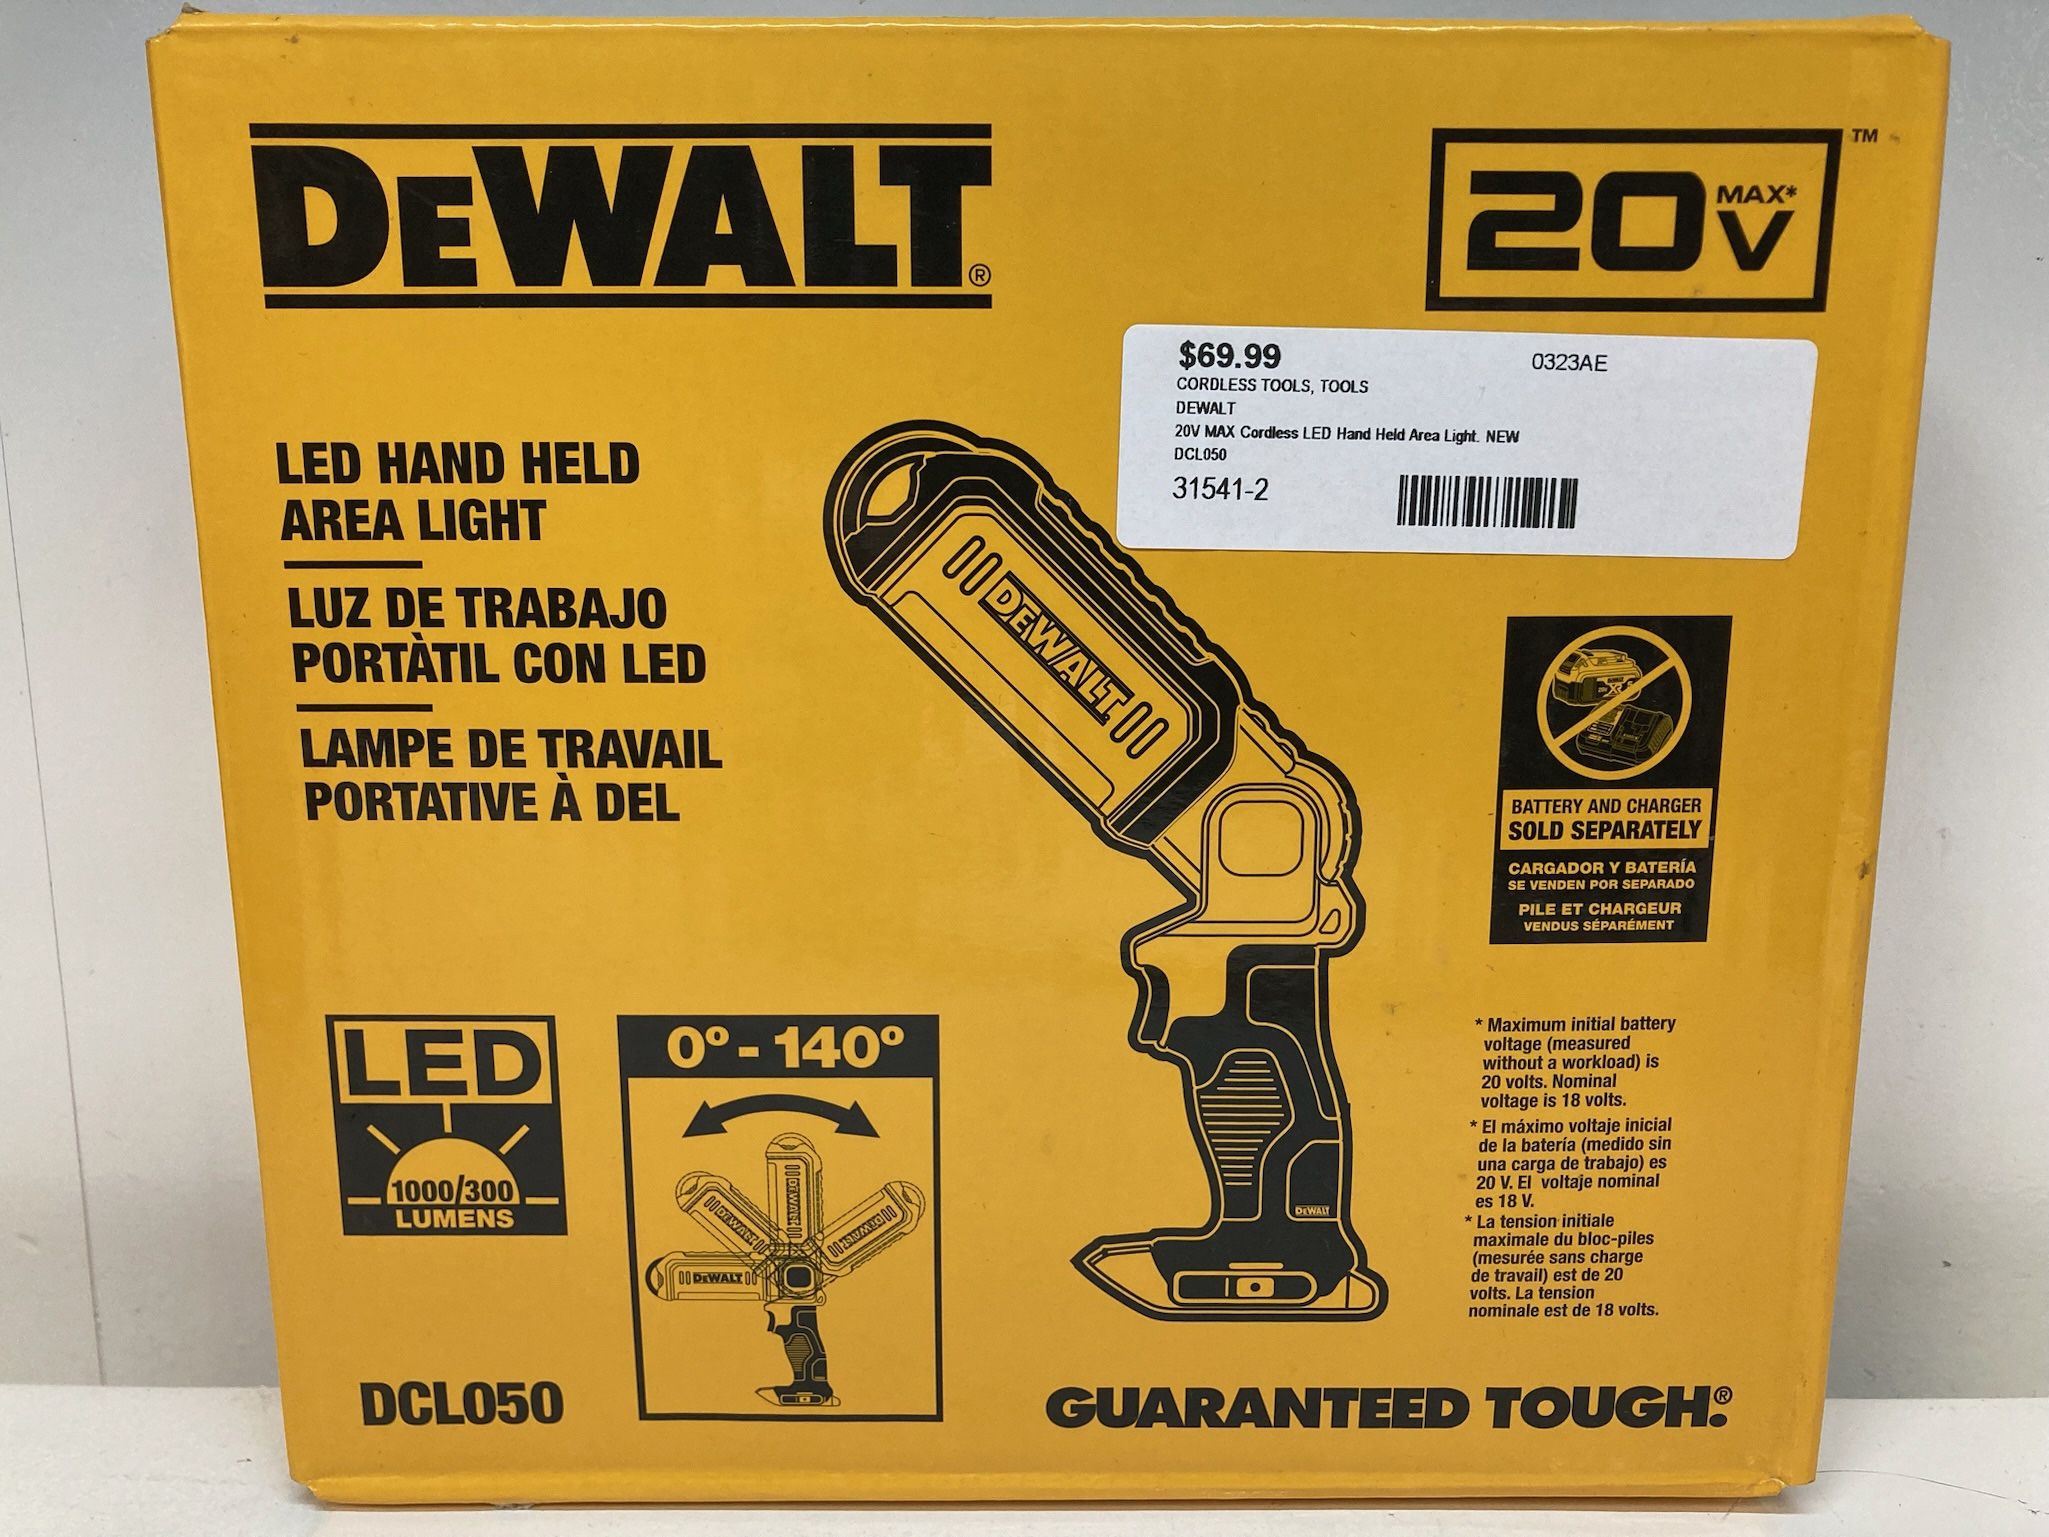 DEWALT®
20V MAX* ™
$69.99 0323AE
CORDLESS TOOLS, TOOLS
DEWALT
20V MAX Cordless LED Hand Held Area Light. NEW
DCL050
31541-2
LED HAND HELD
AREA LIGHT
LUZ DE TRABAJO
PORTÀTIL CON LED
LAMPE DE TRAVAIL
PORTATIVE À DEL
DEWALT
BATTERY AND CHARGER
SOLD SEPARATELY
CARGADOR Y BATERÍA
SE VENDEN POR SEPARADO
PILE ET CHARGEUR
VENDUS SÉPARÉMENT
LED
1000/300
LUMENS
0° - 140°
DEWALT
DEWALT
DEWALT
DEWALT
DEWALT
* Maximum initial battery
voltage (measured
without a workload) is
20 volts. Nominal
voltage is 18 volts.
* El máximo voltaje inicial
de la batería (medido sin
una carga de trabajo) es
20 V. El voltaje nominal
es 18 V.
* La tension initiale
maximale du bloc-piles
(mesurée sans charge
de travail) est de 20
volts. La tension
nominale est de 18 volts.
DCL050
GUARANTEED TOUGH.®